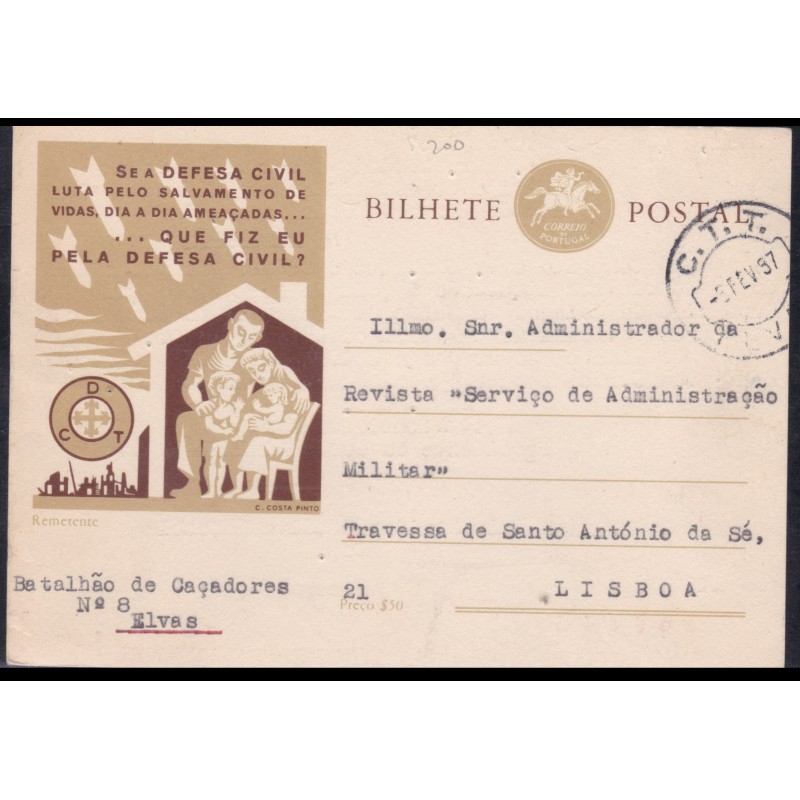 200
SE A DEFESA CIVIL
LUTA PELO SALVAMENTO DE
VIDAS, DIA A DIA AMEAÇADAS...
... QUE FIZ EU
PELA DEFESA CIVIL?
D
C T
C. COSTA PINTO
Remetente
Batalhão de Caçadores
Nº 8
Elvas
BILHETE POSTAL
CORREIO
DE
PORTUGAL
C. T. T.
-8 FEV. 57
Illmo. Snr. Administrador da
Revista "Serviço de Administração
Militar"
Travessa de Santo António da Sé,
21 LISBOA
Preço $50